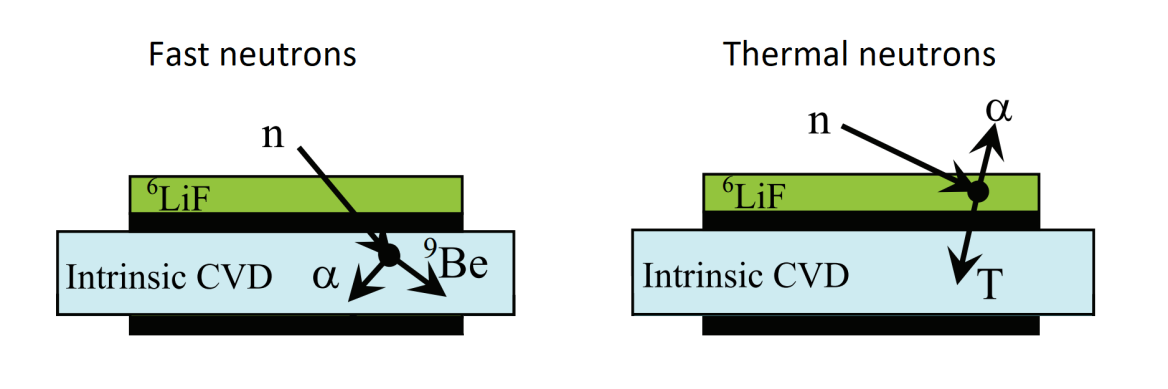 Fast neutrons
n
⁶LiF
Intrinsic CVD
α
⁹Be
Thermal neutrons
n
α
⁶LiF
Intrinsic CVD
T